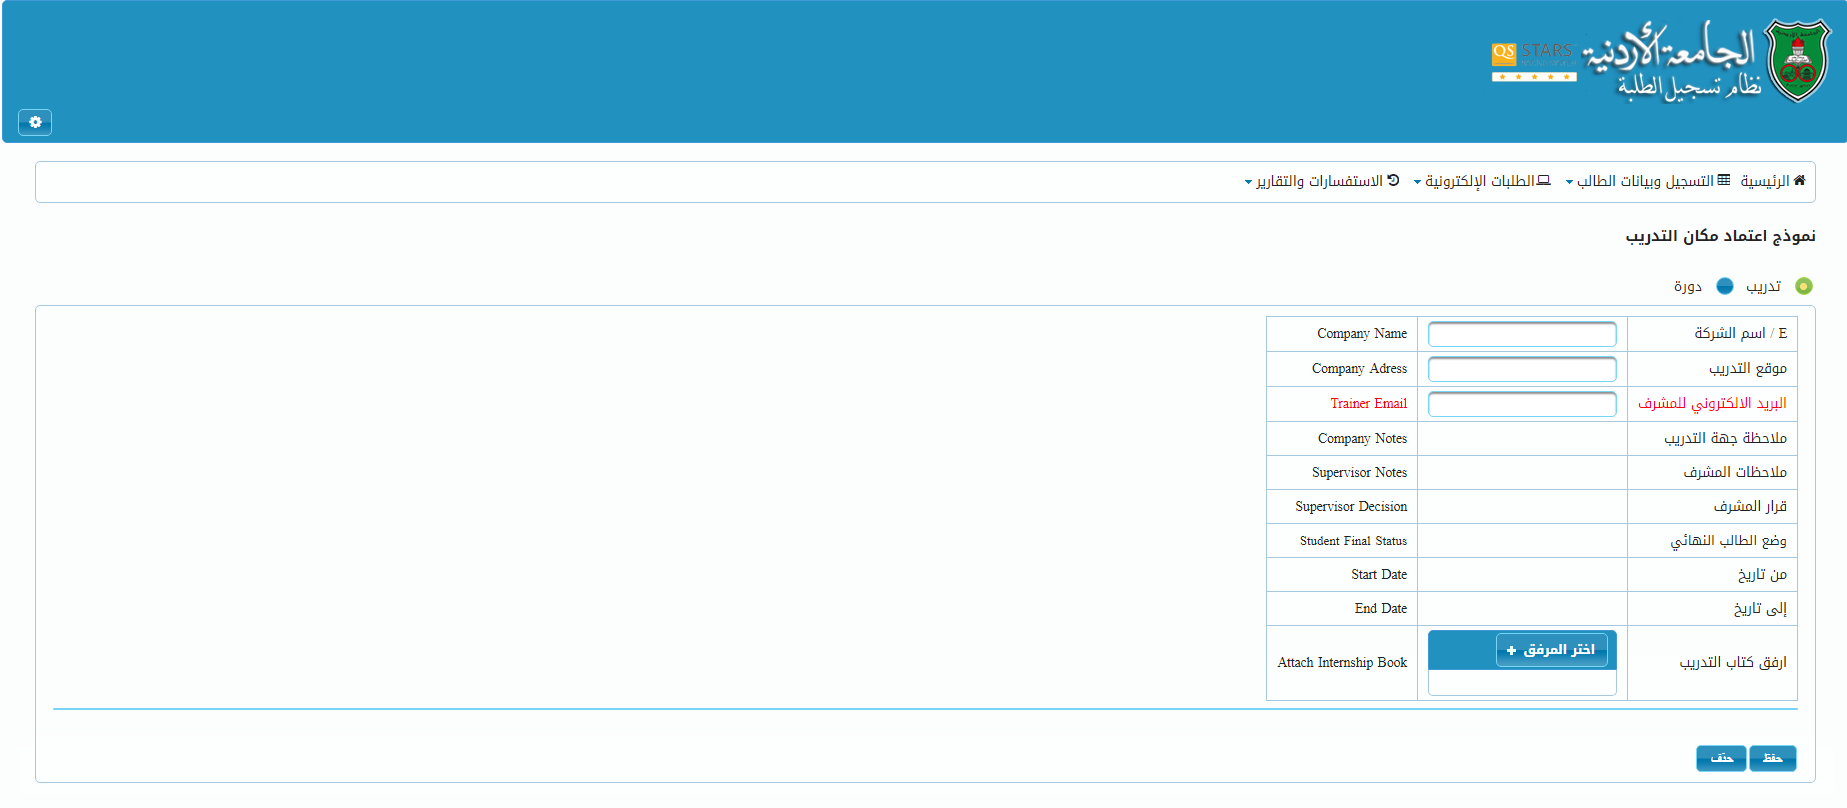 الجامعة الأردنية
نظام تسجيل الطلبة
QS STARS
الرئيسية التسجيل وبيانات الطالب الطلبات الإلكترونية الاستفسارات والتقارير
نموذج اعتماد مكان التدريب
تدريب دورة
E / اسم الشركة Company Name
موقع التدريب Company Adress
البريد الالكتروني للمشرف Trainer Email
ملاحظة جهة التدريب Company Notes
ملاحظات المشرف Supervisor Notes
قرار المشرف Supervisor Decision
وضع الطالب النهائي Student Final Status
من تاريخ Start Date
إلى تاريخ End Date
ارفق كتاب التدريب اختر المرفق Attach Internship Book
حفظ حذف